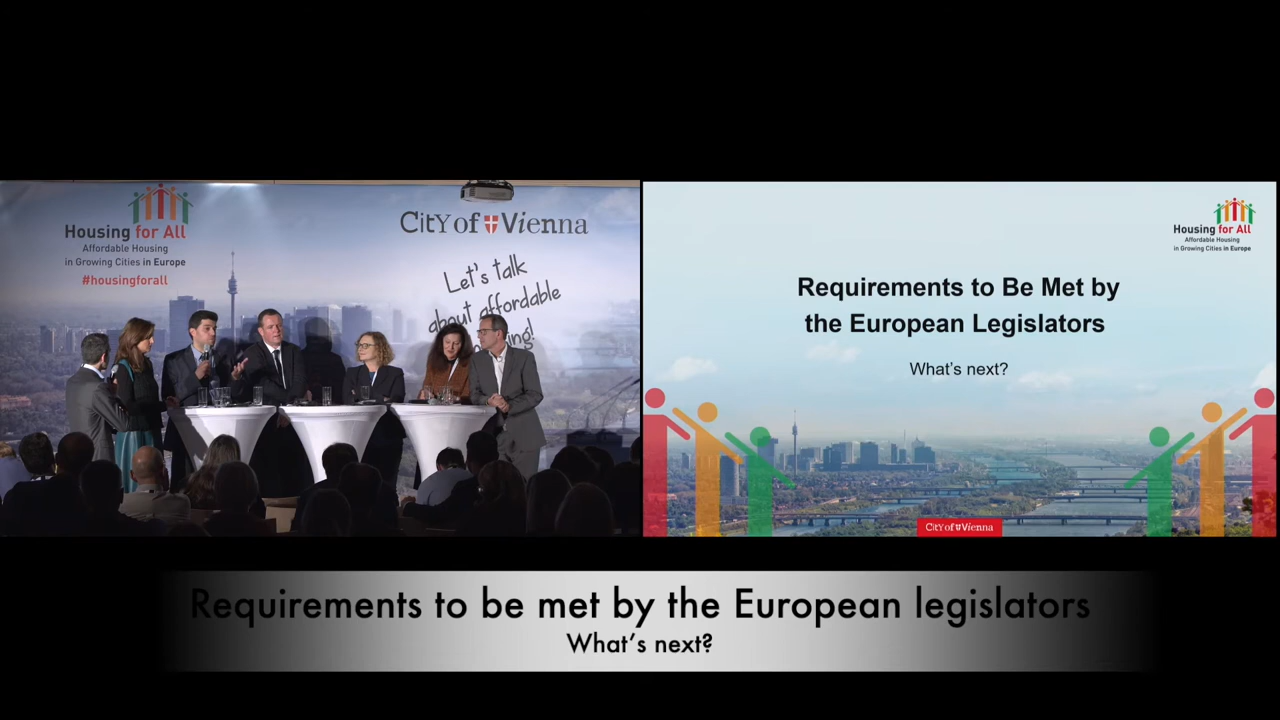 Housing for All
Affordable Housing
in Growing Cities in Europe
#housingforall
City of Vienna
Let's talk
about affordable
Housing for All
Affordable Housing
in Growing Cities in Europe
Requirements to Be Met by
the European Legislators
What's next?
City of Vienna
Requirements to be met by the European legislators
What's next?